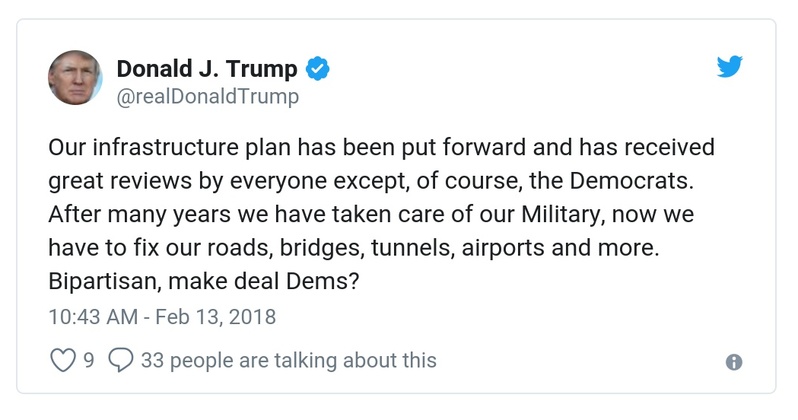 Donald J. Trump
@realDonaldTrump
Our infrastructure plan has been put forward and has received
great reviews by everyone except, of course, the Democrats.
After many years we have taken care of our Military, now we
have to fix our roads, bridges, tunnels, airports and more.
Bipartisan, make deal Dems?
10:43 AM - Feb 13, 2018
9 33 people are talking about this